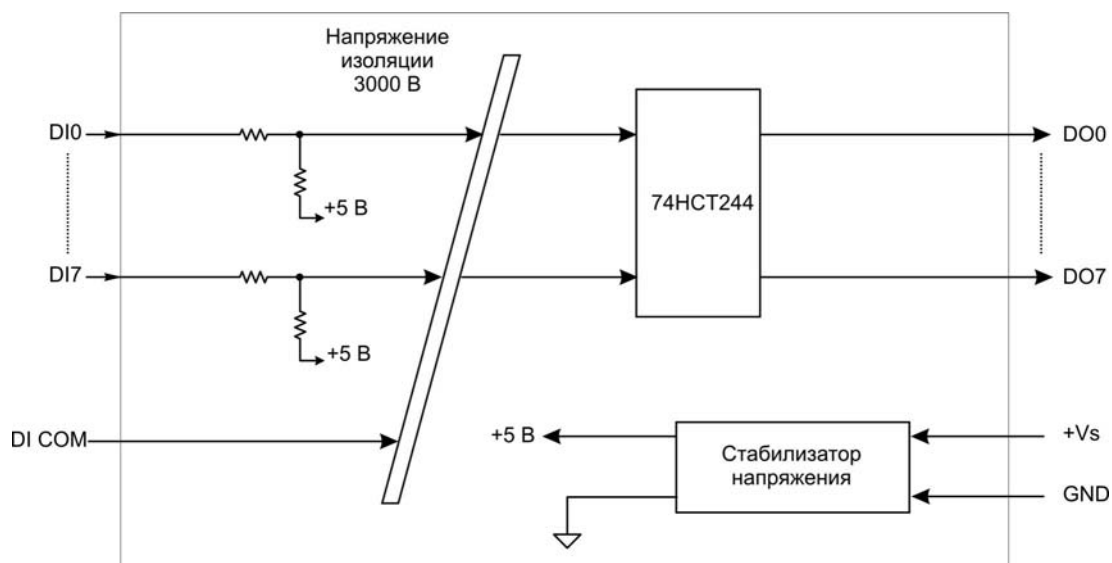 Напряжение
изоляции
3000 В
DI0
DO0
+5 В
74HCT244
DI7
DO7
+5 В
DI COM
+5 В
Стабилизатор
напряжения
+Vs
GND